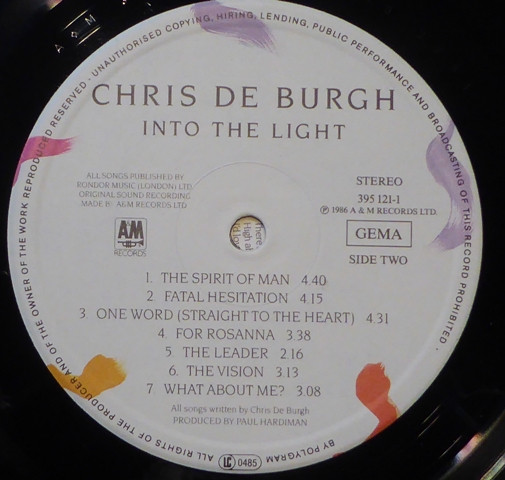 UNAUTHORISED COPYING, HIRING, LENDING, PUBLIC PERFORMANCE AND BROADCASTING OF THIS RECORD PROHIBITED ·
BY POLYGRAM
ALL RIGHTS OF THE PRODUCER AND OF THE OWNER OF THE WORK REPRODUCED RESERVED ·
CHRIS DE BURGH
INTO THE LIGHT
ALL SONGS PUBLISHED BY
RONDOR MUSIC (LONDON) LTD.
ORIGINAL SOUND RECORDING
MADE BY A&M RECORDS LTD
A&M
RECORDS
STEREO
395 121-1
℗ 1986 A & M RECORDS LTD.
GEMA
SIDE TWO
1. THE SPIRIT OF MAN 4.40
2. FATAL HESITATION 4.15
3. ONE WORD (STRAIGHT TO THE HEART) 4.31
4. FOR ROSANNA 3.38
5. THE LEADER 2.16
6. THE VISION 3.13
7. WHAT ABOUT ME? 3.08
All songs written by Chris De Burgh
PRODUCED BY PAUL HARDIMAN
LC 0485